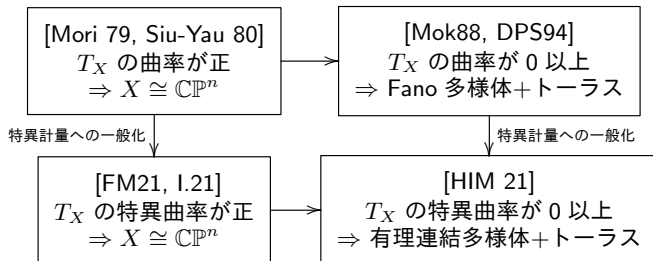 [Mori 79, Siu-Yau 80]
T_X の曲率が正
⇒ X ≅ ℂℙ^n
[Mok88, DPS94]
T_X の曲率が 0 以上
⇒ Fano 多様体+トーラス
特異計量への一般化
特異計量への一般化
[FM21, I.21]
T_X の特異曲率が正
⇒ X ≅ ℂℙ^n
[HIM 21]
T_X の特異曲率が 0 以上
⇒ 有理連結多様体+トーラス